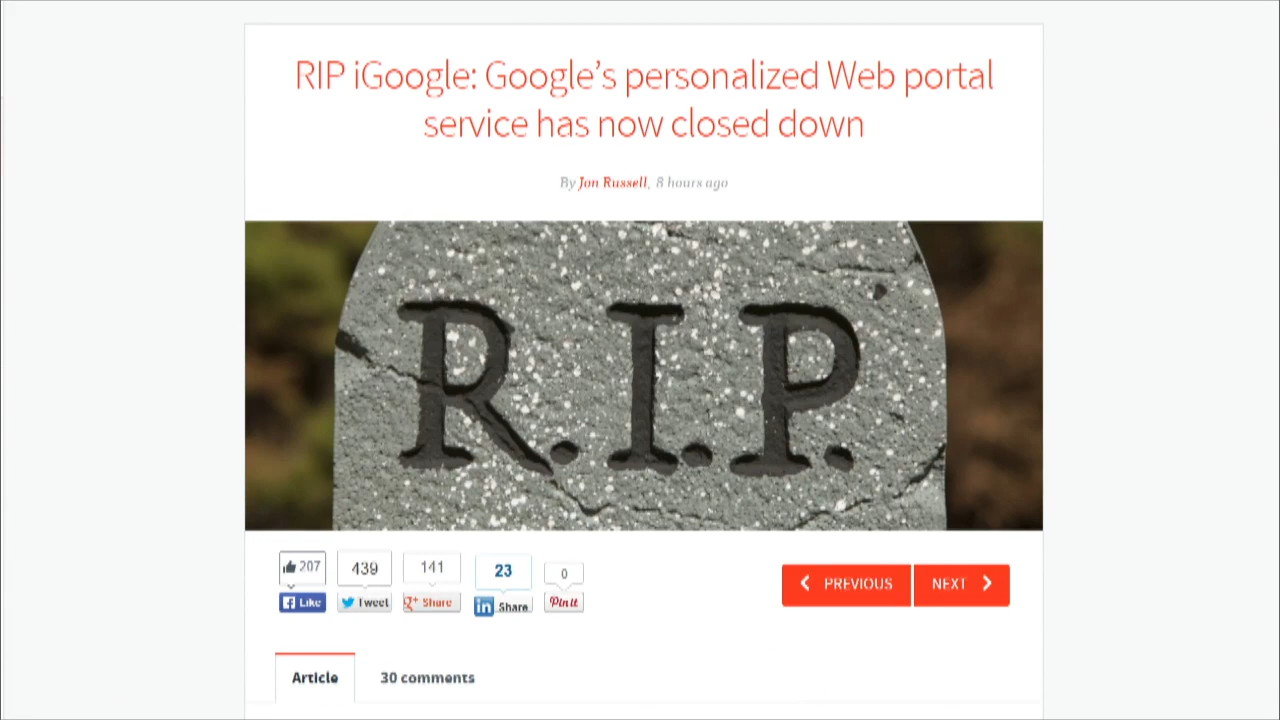 RIP iGoogle: Google’s personalized Web portal
service has now closed down
By Jon Russell, 8 hours ago
R.I.P.
207 439 141 23 0
Like Tweet g+ Share in Share Pin it
PREVIOUS NEXT
Article 30 comments